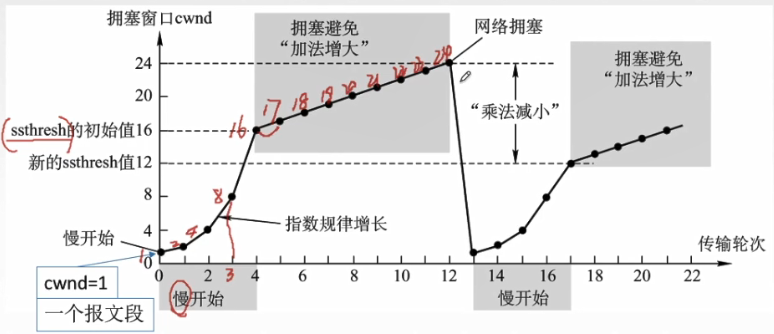 拥塞窗口cwnd
拥塞避免
“加法增大”
网络拥塞
拥塞避免
“加法增大”
24
20
ssthresh的初始值16
新的ssthresh值12
8
4
0
“乘法减小”
指数规律增长
慢开始
传输轮次
0 2 4 6 8 10 12 14 16 18 20 22
慢开始
慢开始
cwnd=1
一个报文段
1 2 4 8 16 17 18 19 20 21 22 23 24
3